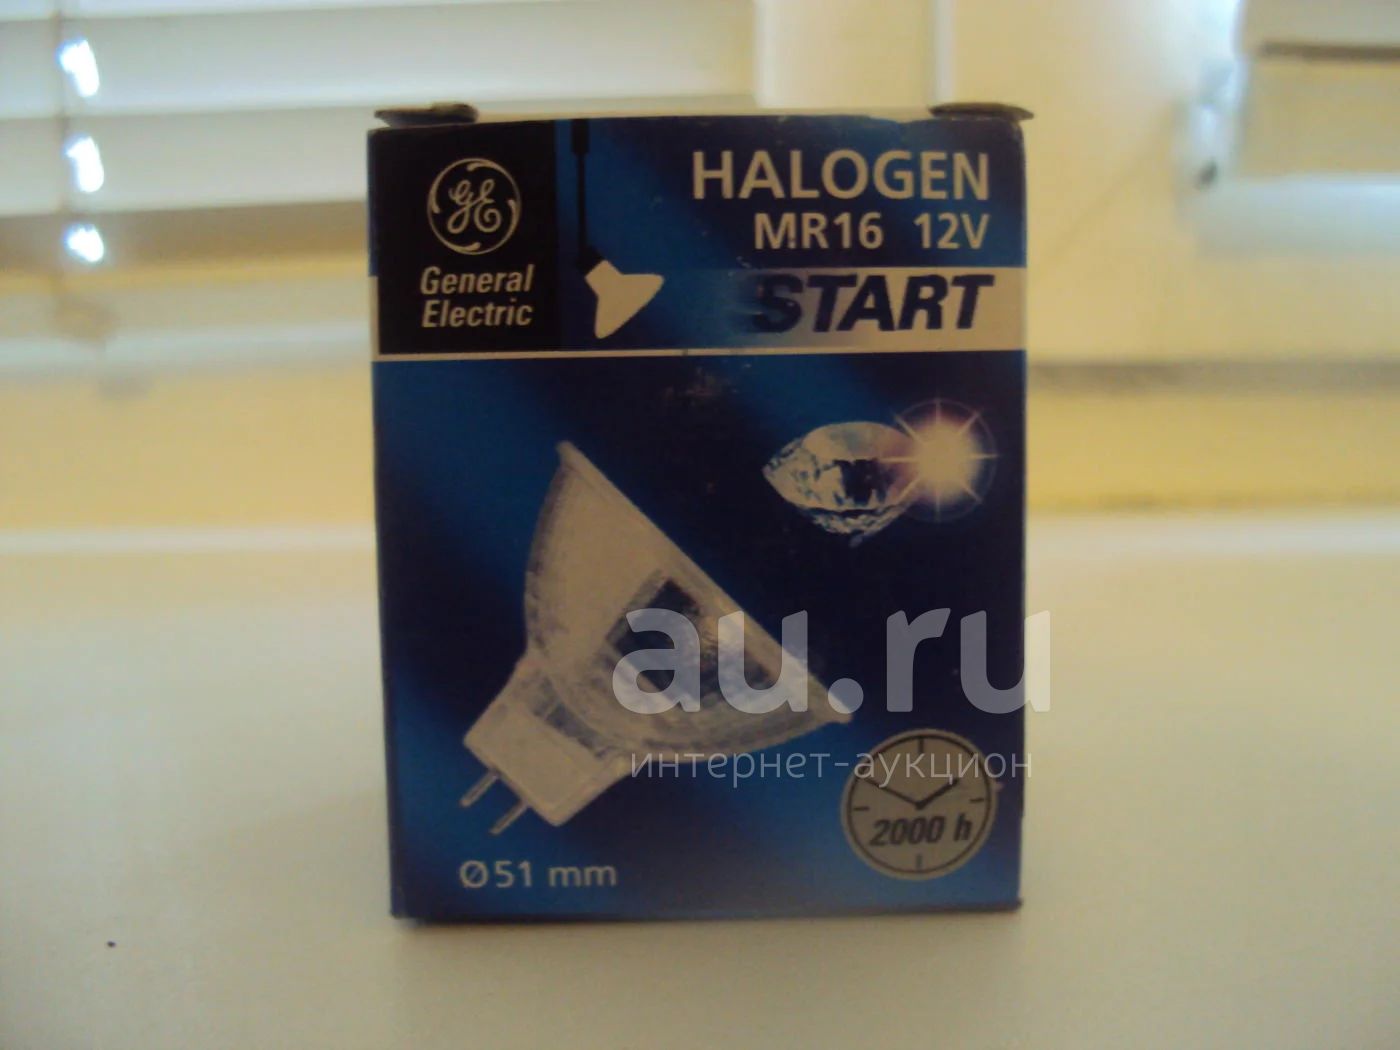 GE
General
Electric
HALOGEN
MR16 12V
START
au.ru
интернет-аукцион
2000 h
Ø51 mm